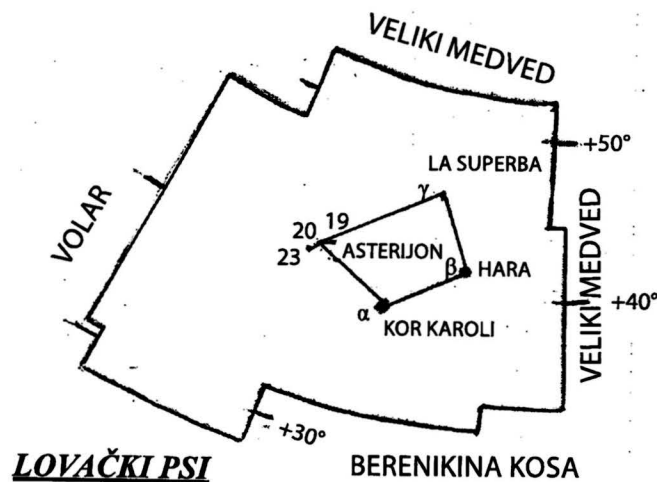 VELIKI MEDVED
+50°
LA SUPERBA
γ
VOLAR
20 19
23
ASTERIJON
β HARA
VELIKI MEDVED
+40°
α
KOR KAROLI
+30°
LOVAČKI PSI
BERENIKINA KOSA